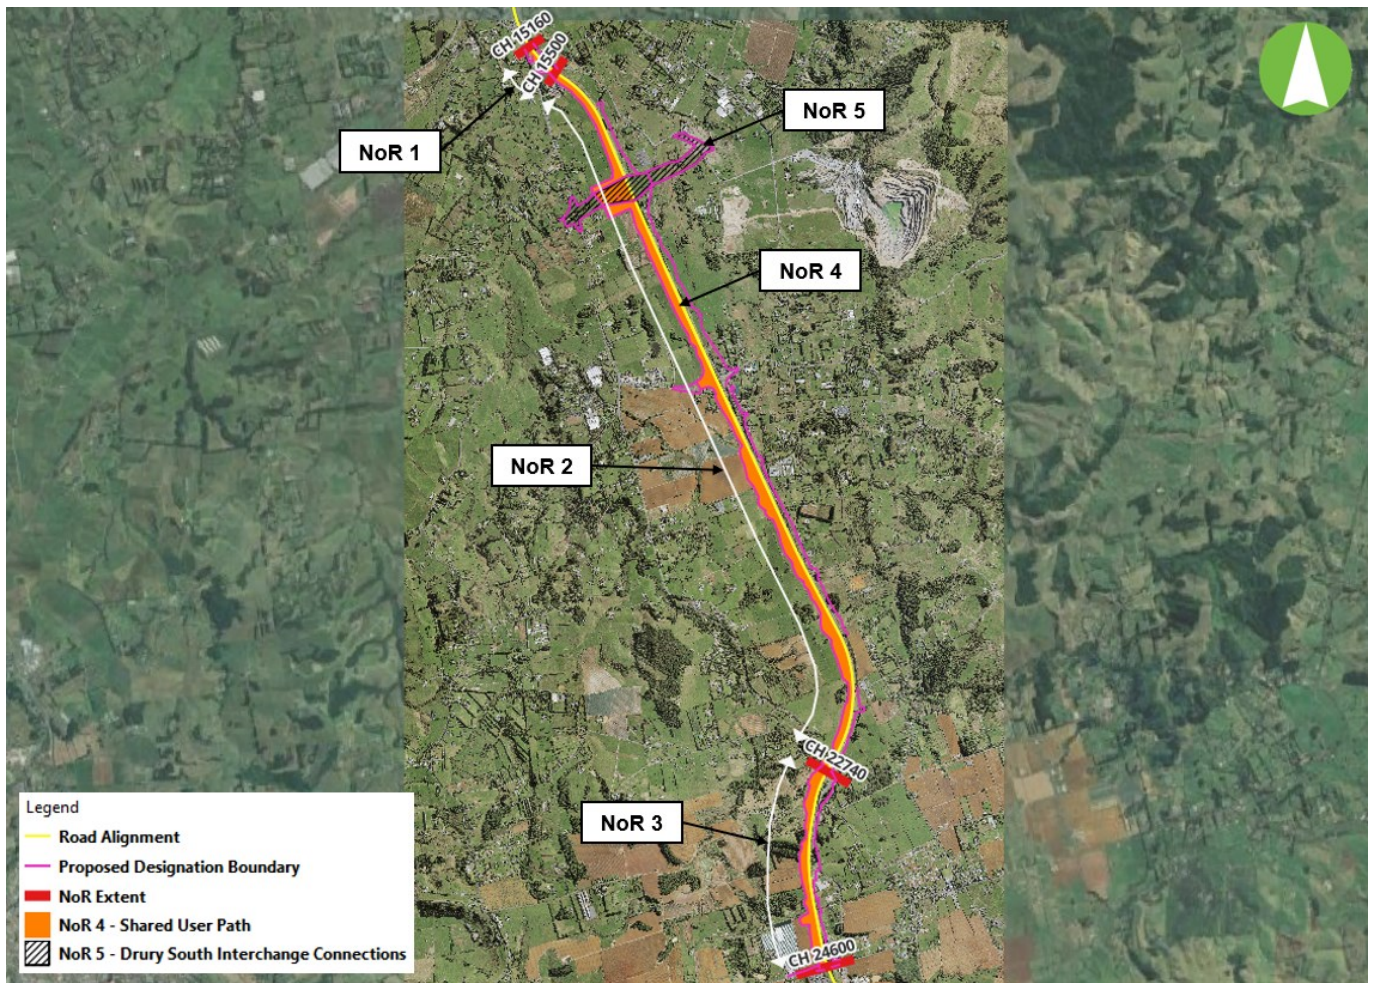 CH 15160
CH 15500
NoR 1
NoR 5
NoR 4
NoR 2
CH 22740
NoR 3
CH 24600
Legend
Road Alignment
Proposed Designation Boundary
NoR Extent
NoR 4 - Shared User Path
NoR 5 - Drury South Interchange Connections